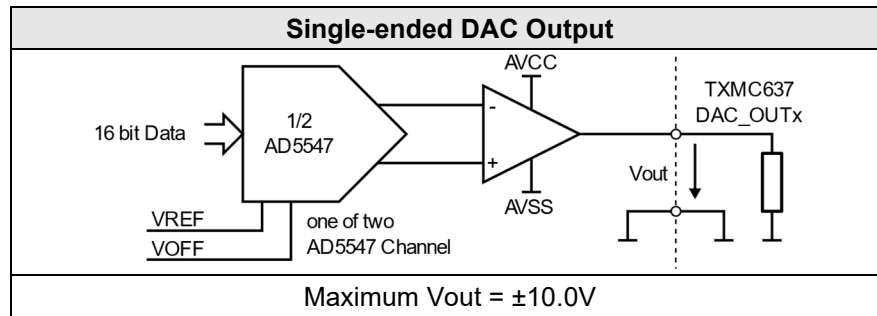 Single-ended DAC Output
AVCC
TXMC637
DAC_OUTx
16 bit Data
1/2
AD5547
-
+
Vout
AVSS
VREF
VOFF
one of two
AD5547 Channel
Maximum Vout = ±10.0V